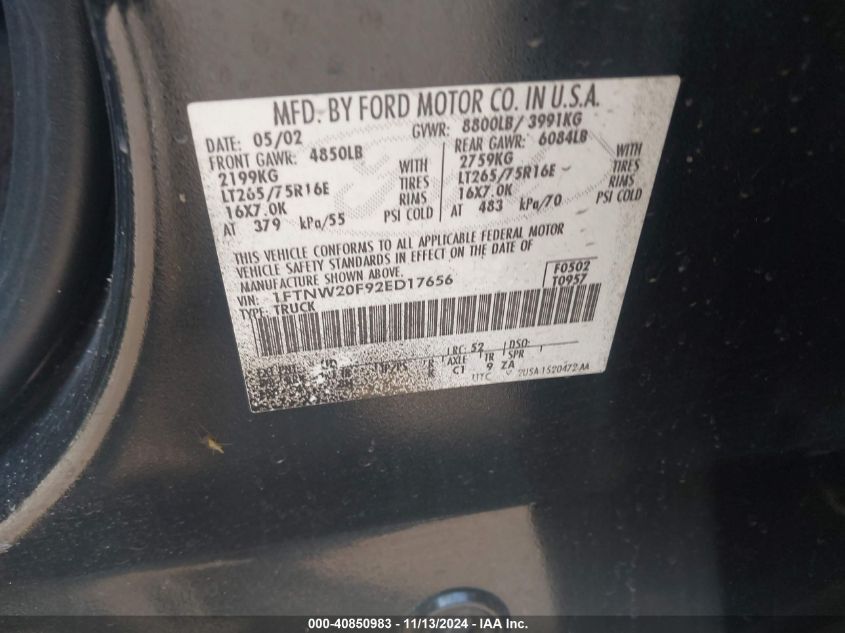 MFD. BY FORD MOTOR CO. IN U.S.A.
DATE: 05/02 GVWR: 8800LB/ 3991KG
FRONT GAWR: 4850LB WITH REAR GAWR: 6084LB WITH
2199KG TIRES 2759KG TIRES
LT265/75R16E RIMS LT265/75R16E RIMS
16X7.0K PSI COLD 16X7.0K PSI COLD
AT 379 kPa/55 AT 483 kPa/70
THIS VEHICLE CONFORMS TO ALL APPLICABLE FEDERAL MOTOR
VEHICLE SAFETY STANDARDS IN EFFECT ON THE DATE OF
MANUFACTURE SHOWN ABOVE.
VIN: 1FTNW20F92ED17656 F0502
TYPE: TRUCK T0957
EXT PNT: RC: 52 DSO:
AXLE TR SPR
C1 9 ZA
UTC 2USA-1520472-AA
000-40850983 - 11/13/2024 - IAA Inc.